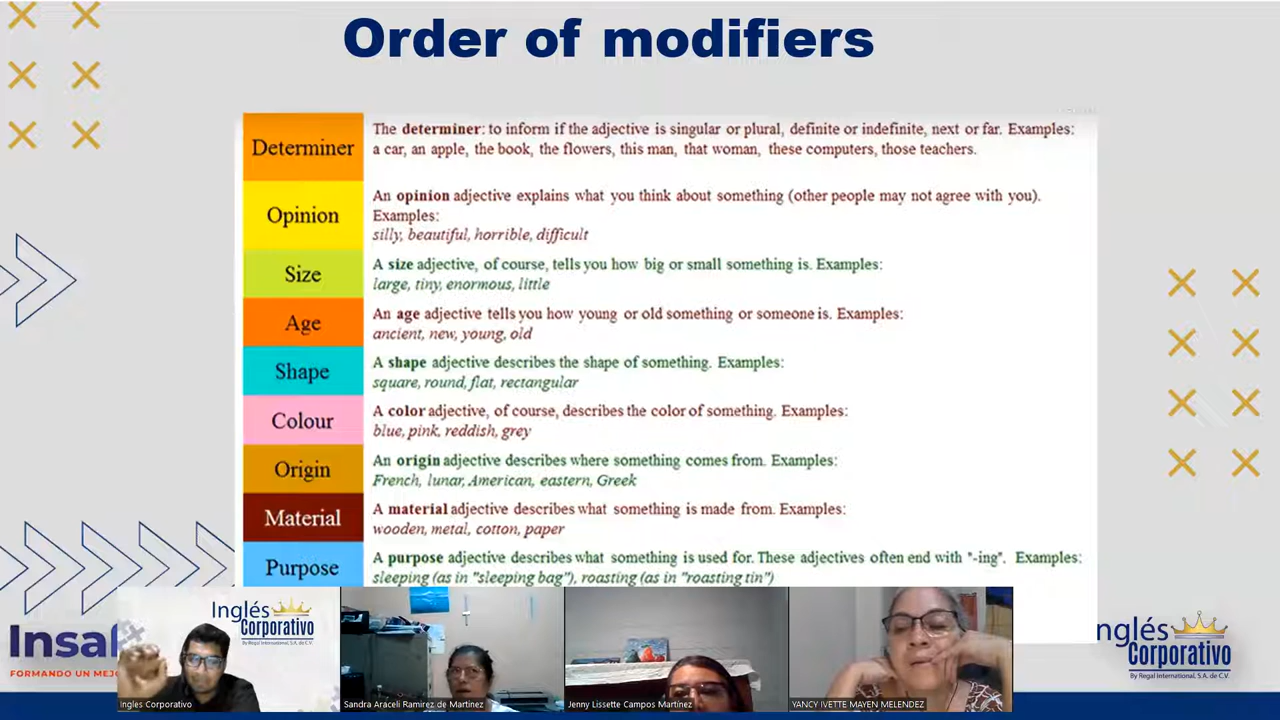 Order of modifiers
Determiner
The determiner: to inform if the adjective is singular or plural, definite or indefinite, next or far. Examples:
a car, an apple, the book, the flowers, this man, that woman, these computers, those teachers.
Opinion
An opinion adjective explains what you think about something (other people may not agree with you).
Examples:
silly, beautiful, horrible, difficult
Size
A size adjective, of course, tells you how big or small something is. Examples:
large, tiny, enormous, little
Age
An age adjective tells you how young or old something or someone is. Examples:
ancient, new, young, old
Shape
A shape adjective describes the shape of something. Examples:
square, round, flat, rectangular
Colour
A color adjective, of course, describes the color of something. Examples:
blue, pink, reddish, grey
Origin
An origin adjective describes where something comes from. Examples:
French, lunar, American, eastern, Greek
Material
A material adjective describes what something is made from. Examples:
wooden, metal, cotton, paper
Purpose
A purpose adjective describes what something is used for. These adjectives often end with "-ing". Examples:
sleeping (as in "sleeping bag"), roasting (as in "roasting tin")
Insaf
FORMANDO UN MEJO
Inglés
Corporativo
By Regal International, S.A. de C.V.
Ingles Corporativo
Sandra Araceli Ramirez de Martinez
Jenny Lissette Campos Martinez
YANCY IVETTE MAYEN MELENDEZ
nglés
Corporativo
By Regal International, S.A. de C.V.